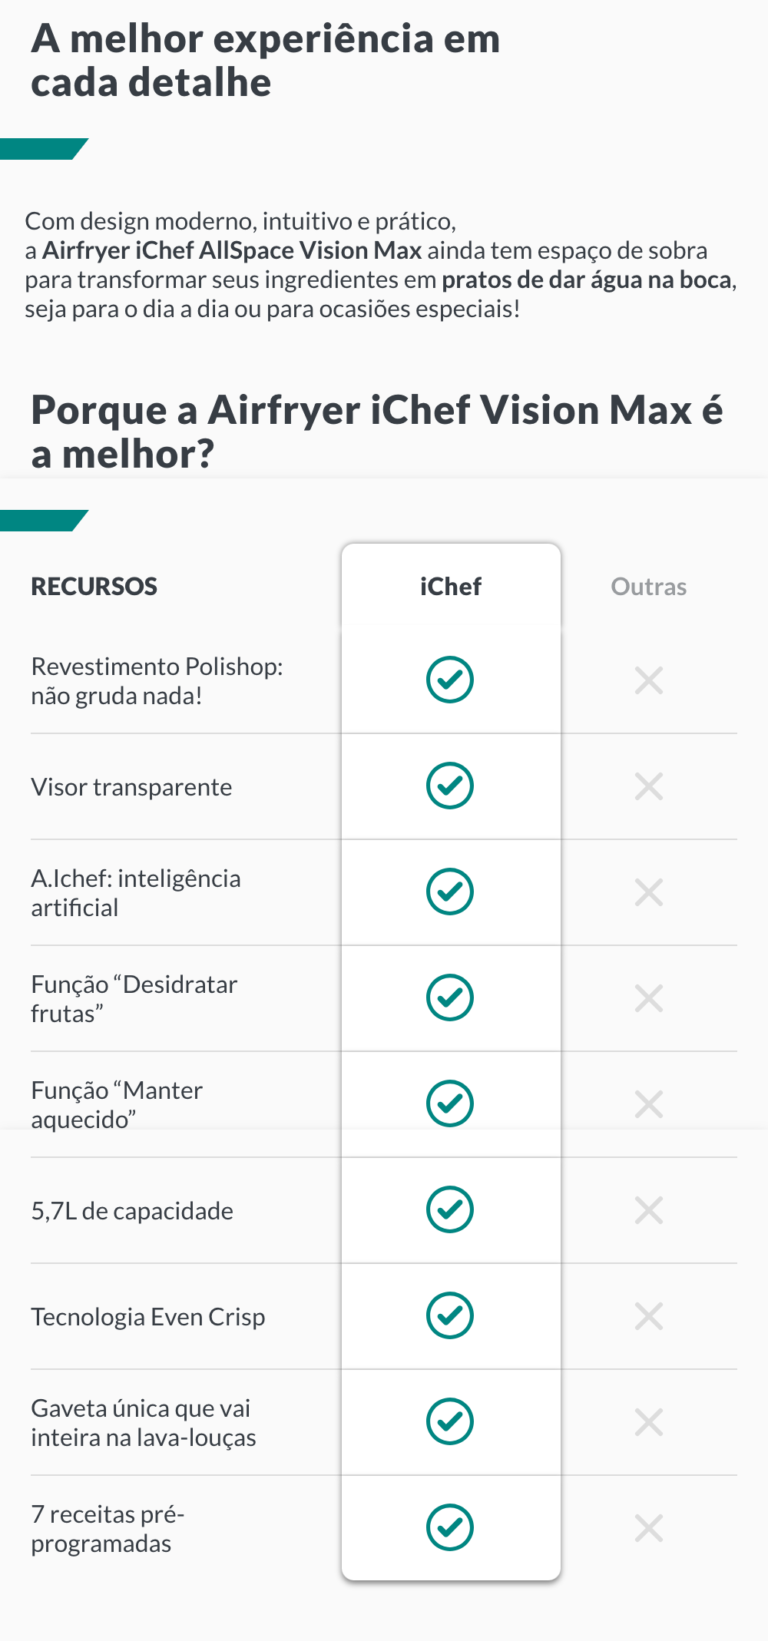 A melhor experiência em
cada detalhe
Com design moderno, intuitivo e prático,
a Airfryer iChef AllSpace Vision Max ainda tem espaço de sobra
para transformar seus ingredientes em pratos de dar água na boca,
seja para o dia a dia ou para ocasiões especiais!
Porque a Airfryer iChef Vision Max é
a melhor?
RECURSOS iChef Outras
Revestimento Polishop:
não gruda nada!
Visor transparente
A.Ichef: inteligência
artificial
Função “Desidratar
frutas”
Função “Manter
aquecido”
5,7L de capacidade
Tecnologia Even Crisp
Gaveta única que vai
inteira na lava-louças
7 receitas pré-
programadas